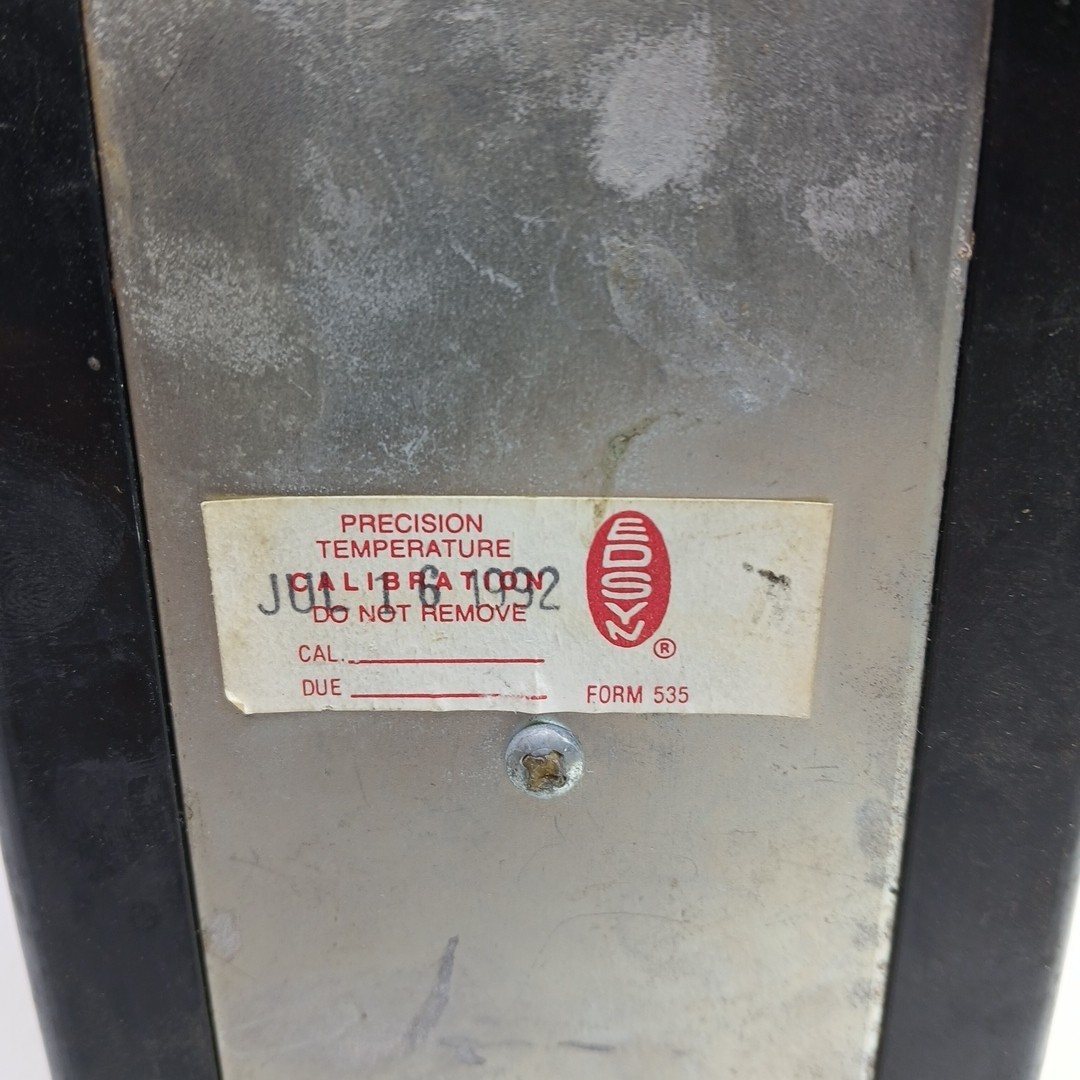 PRECISION
TEMPERATURE
CALIBRATION
JUL 16 1992
DO NOT REMOVE
CAL.
DUE
EDSYN
®
FORM 535